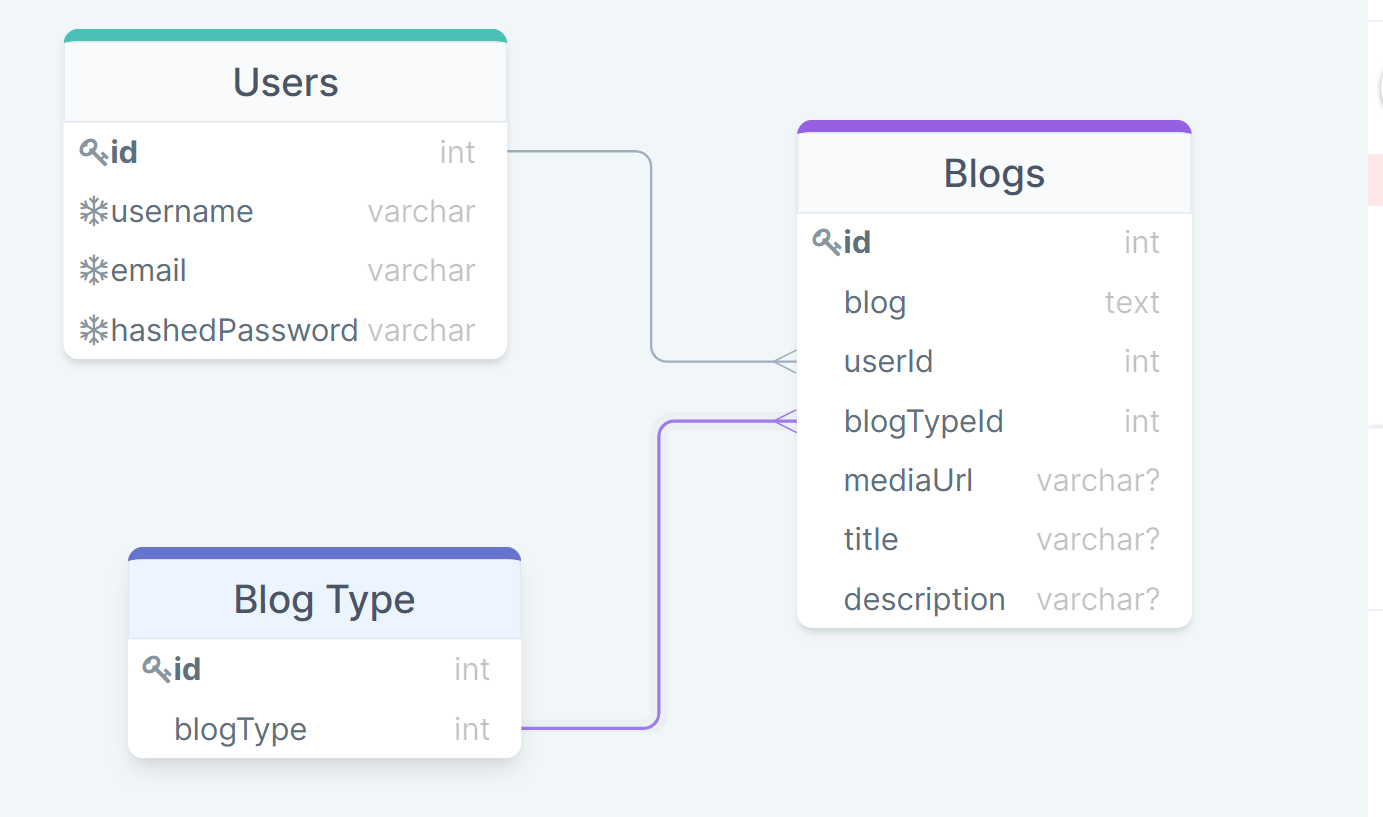 Users
id int
username varchar
email varchar
hashedPassword varchar
Blogs
id int
blog text
userId int
blogTypeId int
mediaUrl varchar?
title varchar?
description varchar?
Blog Type
id int
blogType int